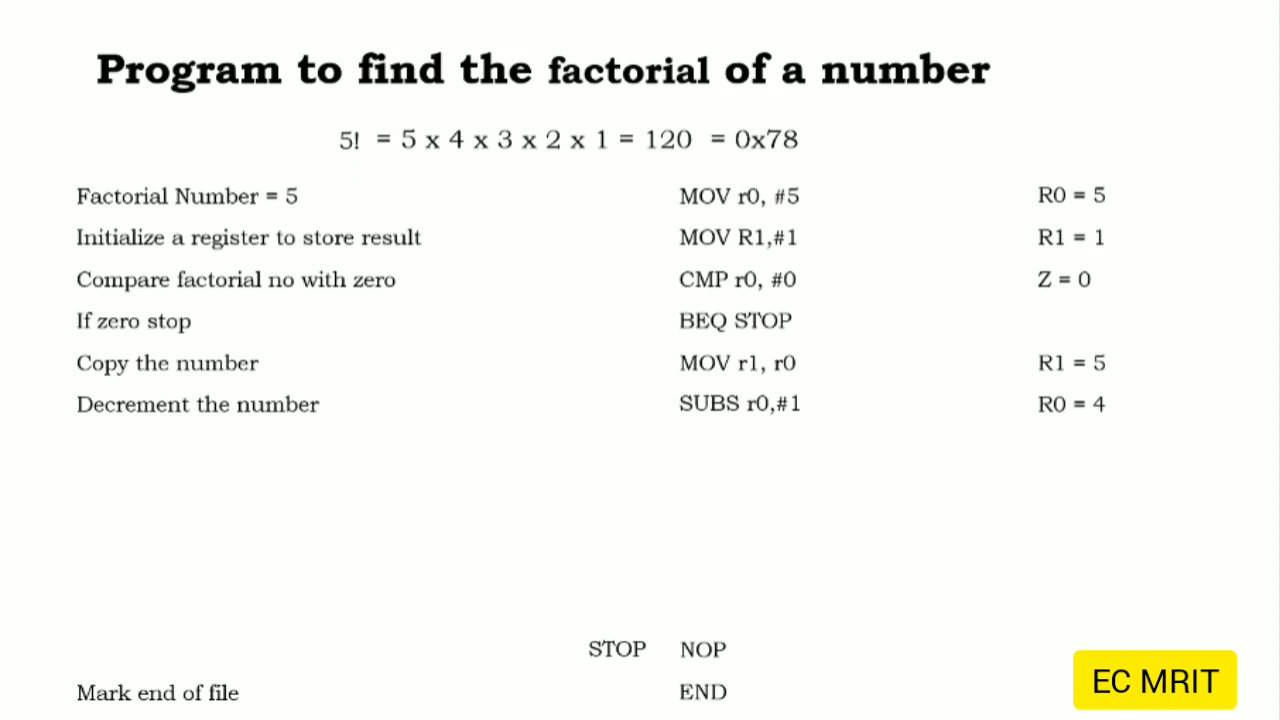 Program to find the factorial of a number
5! = 5 x 4 x 3 x 2 x 1 = 120 = 0x78
Factorial Number = 5 MOV r0, #5 R0 = 5
Initialize a register to store result MOV R1,#1 R1 = 1
Compare factorial no with zero CMP r0, #0 Z = 0
If zero stop BEQ STOP
Copy the number MOV r1, r0 R1 = 5
Decrement the number SUBS r0,#1 R0 = 4
STOP NOP
Mark end of file END
EC MRIT